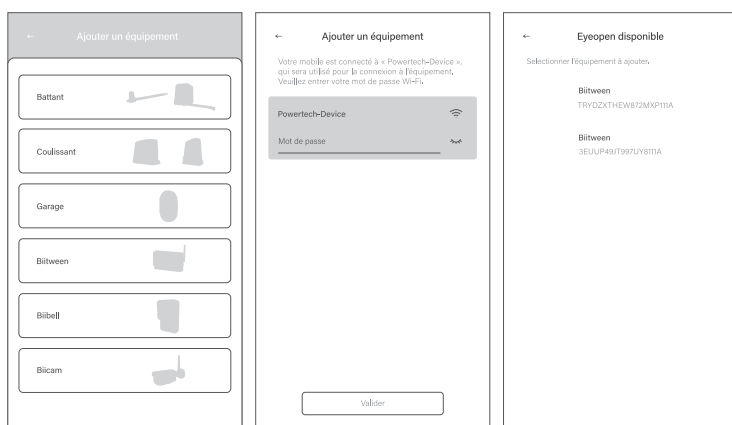 ← Ajouter un équipement
Battant
Coulissant
Garage
Biitween
Biibell
Biicam
← Ajouter un équipement
Votre mobile est connecté à « Powertech-Device »,
qui sera utilisé pour la connexion à l'équipement,
Veuillez entrer votre mot de passe Wi-Fi.
Powertech-Device
Mot de passe
Valider
← Eyeopen disponible
Selectionner l'équipement à ajouter.
Biitween
TRYDZXTHEW872MXP111A
Biitween
3EUUP49JT997UY8111A